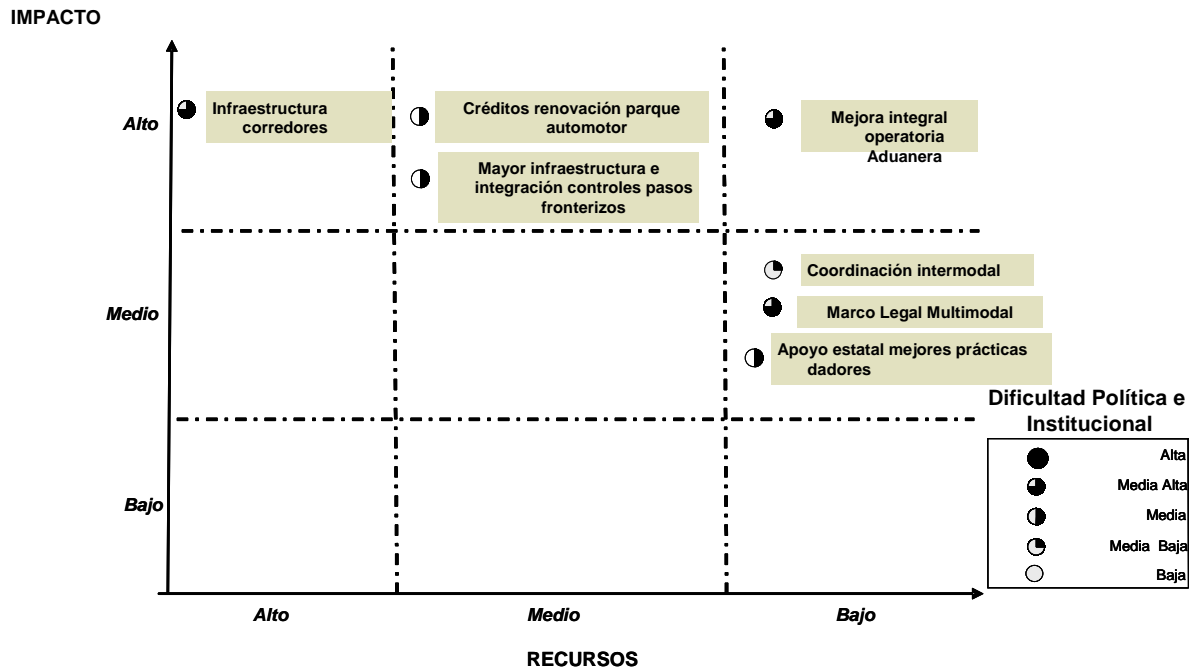 IMPACTO
Alto
Infraestructura
corredores
Créditos renovación parque
automotor
Mejora integral
operatoria
Aduanera
Mayor infraestructura e
integración controles pasos
fronterizos
Medio
Coordinación intermodal
Marco Legal Multimodal
Apoyo estatal mejores prácticas
dadores
Dificultad Política e
Institucional
Alta
Media Alta
Media
Media Baja
Baja
Bajo
Alto
Medio
Bajo
RECURSOS